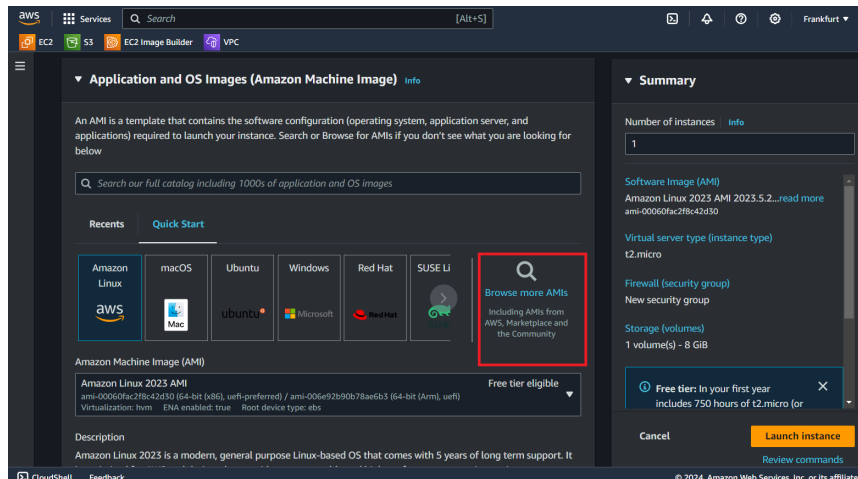 aws
Services
Search
[Alt+S]
Frankfurt
EC2
S3
EC2 Image Builder
VPC
Application and OS Images (Amazon Machine Image) Info
An AMI is a template that contains the software configuration (operating system, application server, and
applications) required to launch your instance. Search or Browse for AMIs if you don't see what you are looking for
below
Search our full catalog including 1000s of application and OS images
Recents
Quick Start
Amazon
Linux
aws
macOS
Mac
Ubuntu
ubuntu
Windows
Microsoft
Red Hat
Red Hat
SUSE Li
Browse more AMIs
Including AMIs from
AWS, Marketplace and
the Community
Amazon Machine Image (AMI)
Amazon Linux 2023 AMI
Free tier eligible
ami-00060fac2f8c42d30 (64-bit (x86), uefi-preferred) / ami-006e92b90b78ae6b3 (64-bit (Arm), uefi)
Virtualization: hvm ENA enabled: true Root device type: ebs
Description
Amazon Linux 2023 is a modern, general purpose Linux-based OS that comes with 5 years of long term support. It
Summary
Number of instances Info
1
Software Image (AMI)
Amazon Linux 2023 AMI 2023.5.2...read more
ami-00060fac2f8c42d30
Virtual server type (instance type)
t2.micro
Firewall (security group)
New security group
Storage (volumes)
1 volume(s) - 8 GiB
Free tier: In your first year
includes 750 hours of t2.micro (or
Cancel
Launch instance
Review commands
CloudShell
Feedback
© 2024, Amazon Web Services, Inc. or its affiliate